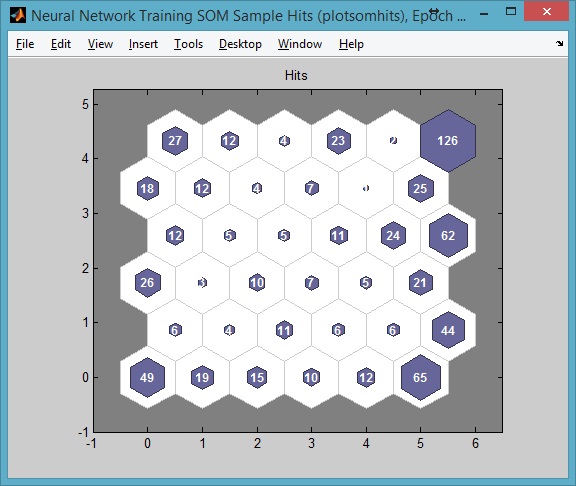 Neural Network Training SOM Sample Hits (plotsomhits), Epoch ...
File Edit View Insert Tools Desktop Window Help
Hits
5
27 12 4 23 2 126
4
18 12 4 7 1 25
3
12 5 5 11 24 62
2
26 3 10 7 5 21
1
6 4 11 6 6 44
0
49 19 15 10 12 65
-1
-1 0 1 2 3 4 5 6